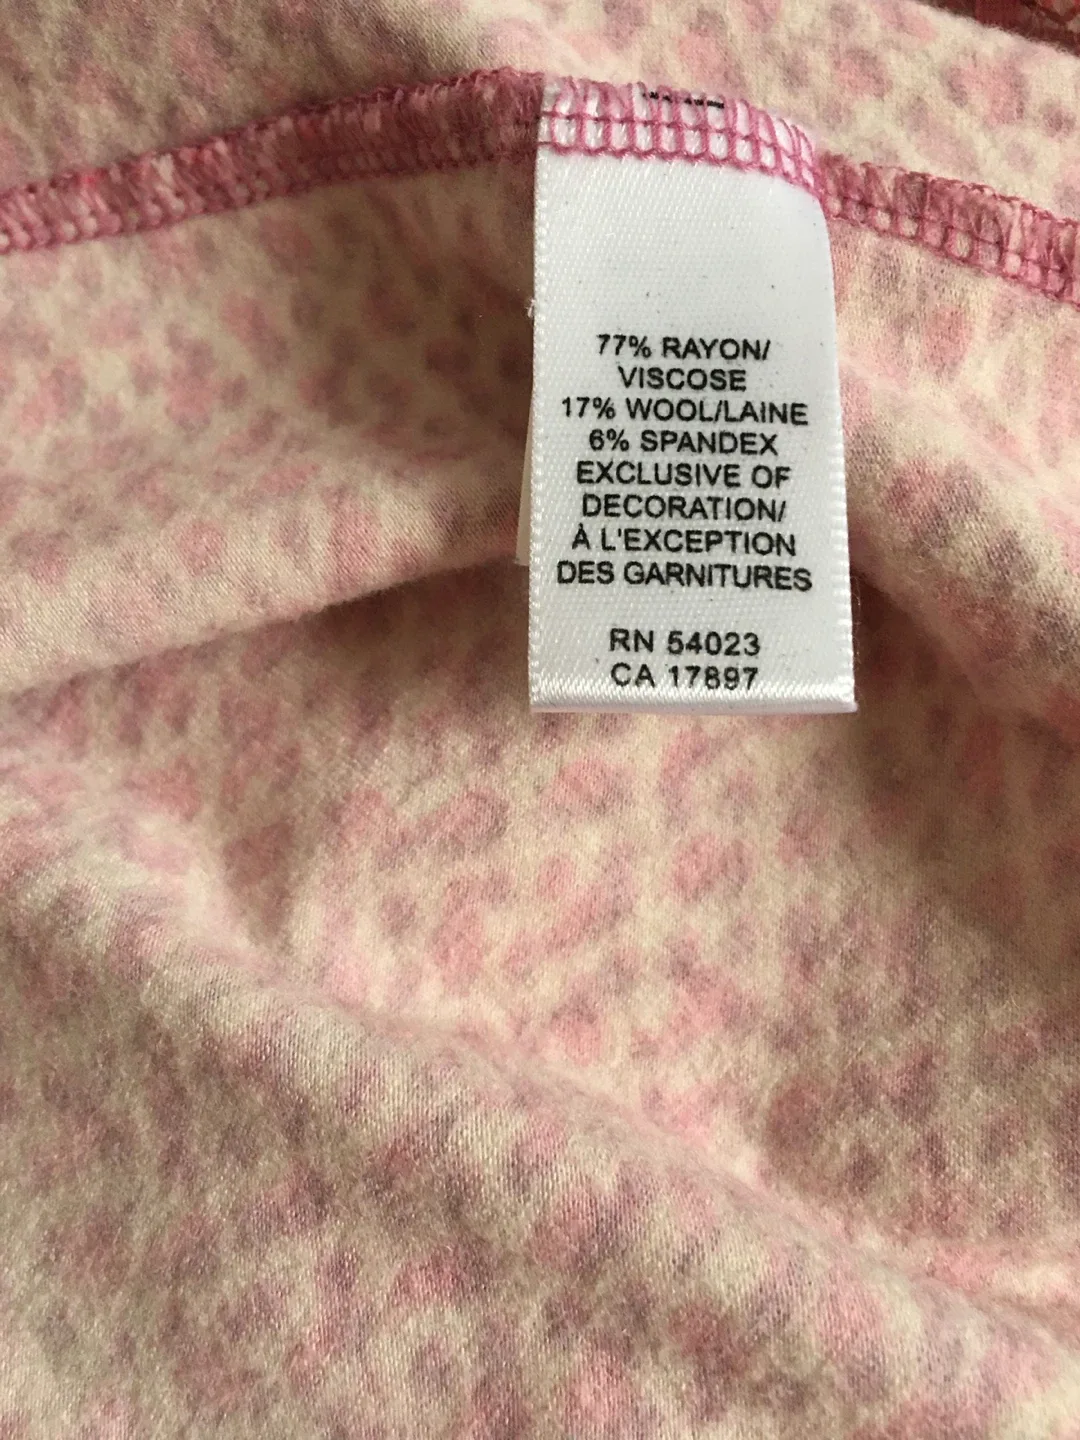 77% RAYON/
VISCOSE
17% WOOL/LAINE
6% SPANDEX
EXCLUSIVE OF
DECORATION/
À L'EXCEPTION
DES GARNITURES
RN 54023
CA 17897